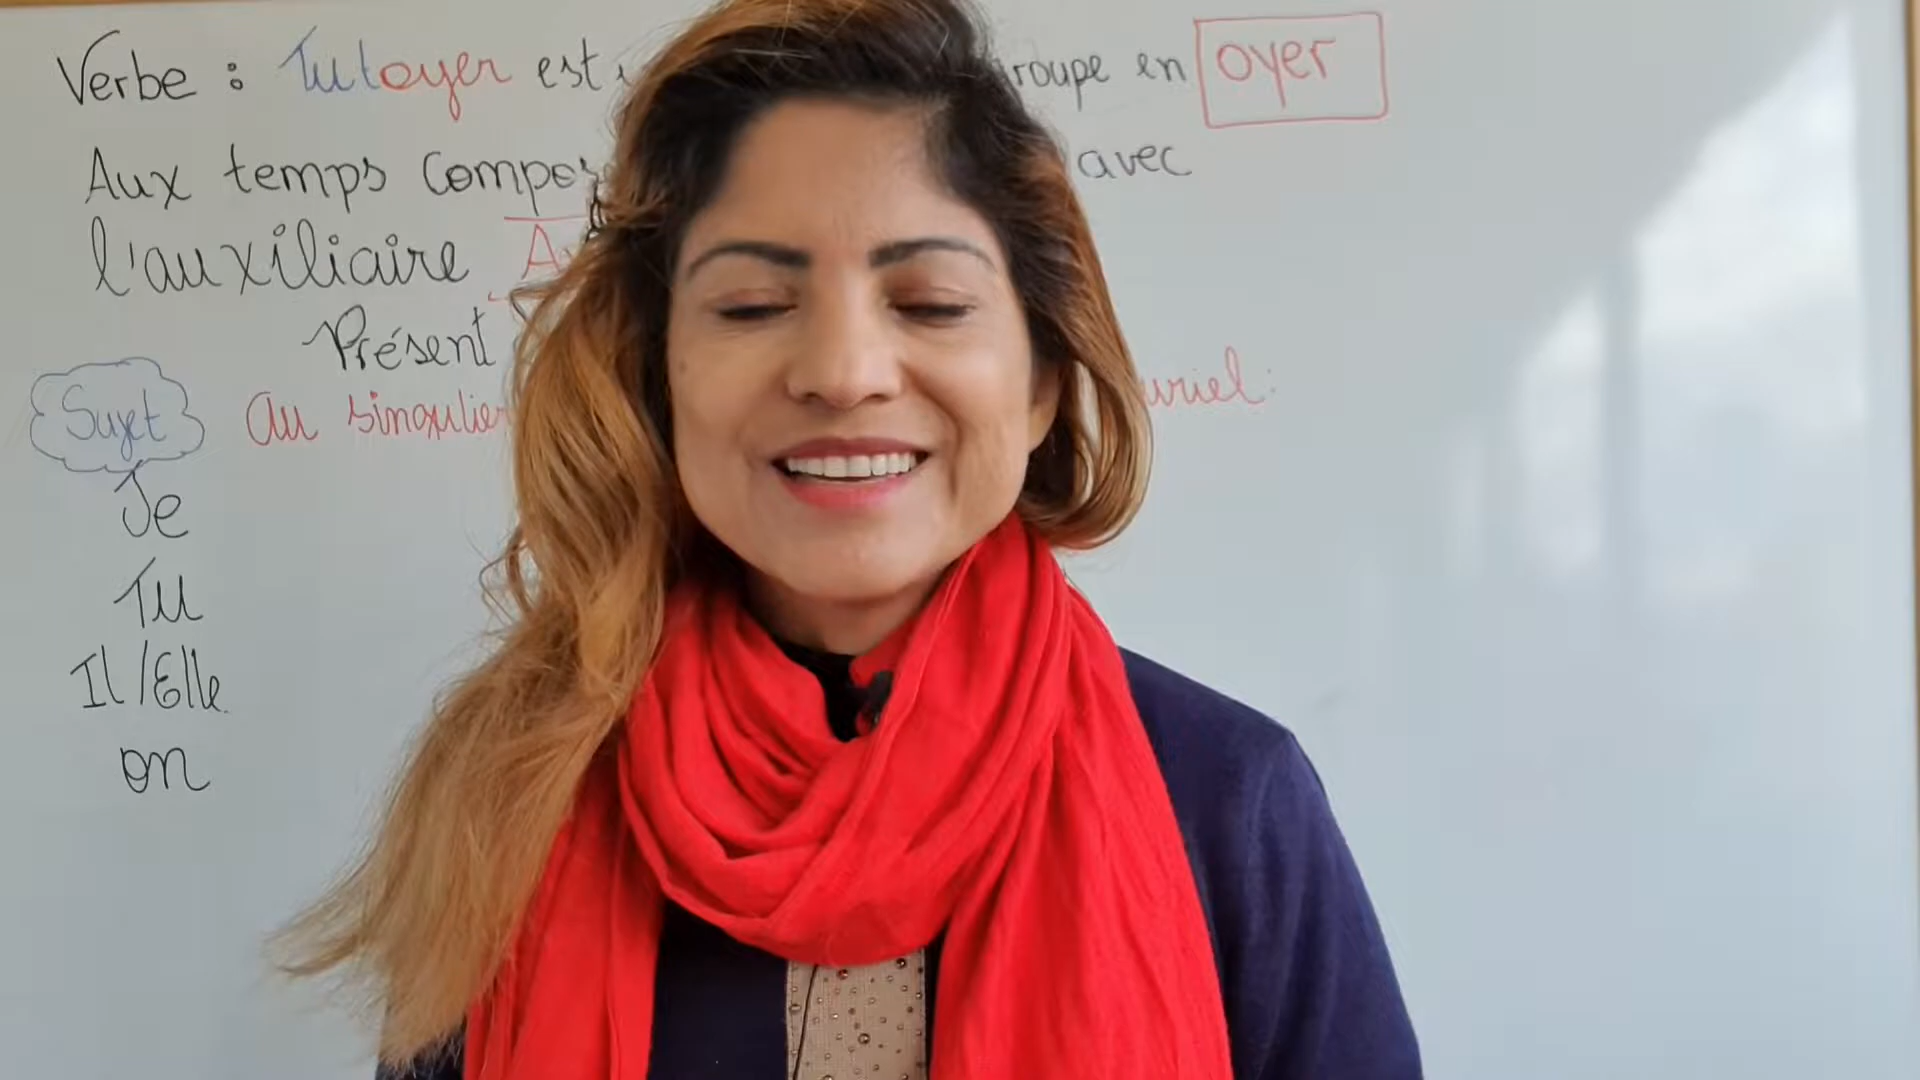 Verbe : Tutoyer est groupe en oyer
Aux temps avec
l'auxiliaire
Présent
Sujet au singulier
Je
Tu
Il/Elle
on